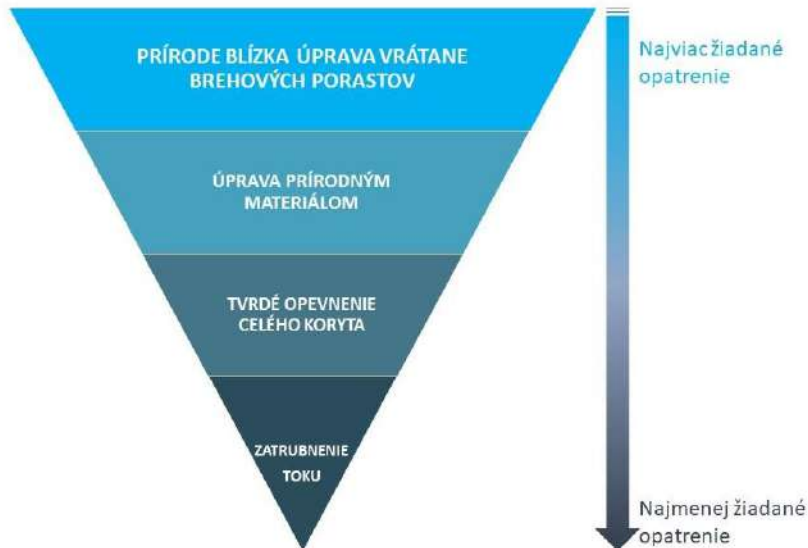 PRÍRODE BLÍZKA ÚPRAVA VRÁTANE
BREHOVÝCH PORASTOV
ÚPRAVA PRÍRODNÝM
MATERIÁLOM
TVRDÉ OPEVNENIE
CELÉHO KORYTA
ZATRUBNENIE
TOKU
Najviac žiadané
opatrenie
Najmenej žiadané
opatrenie